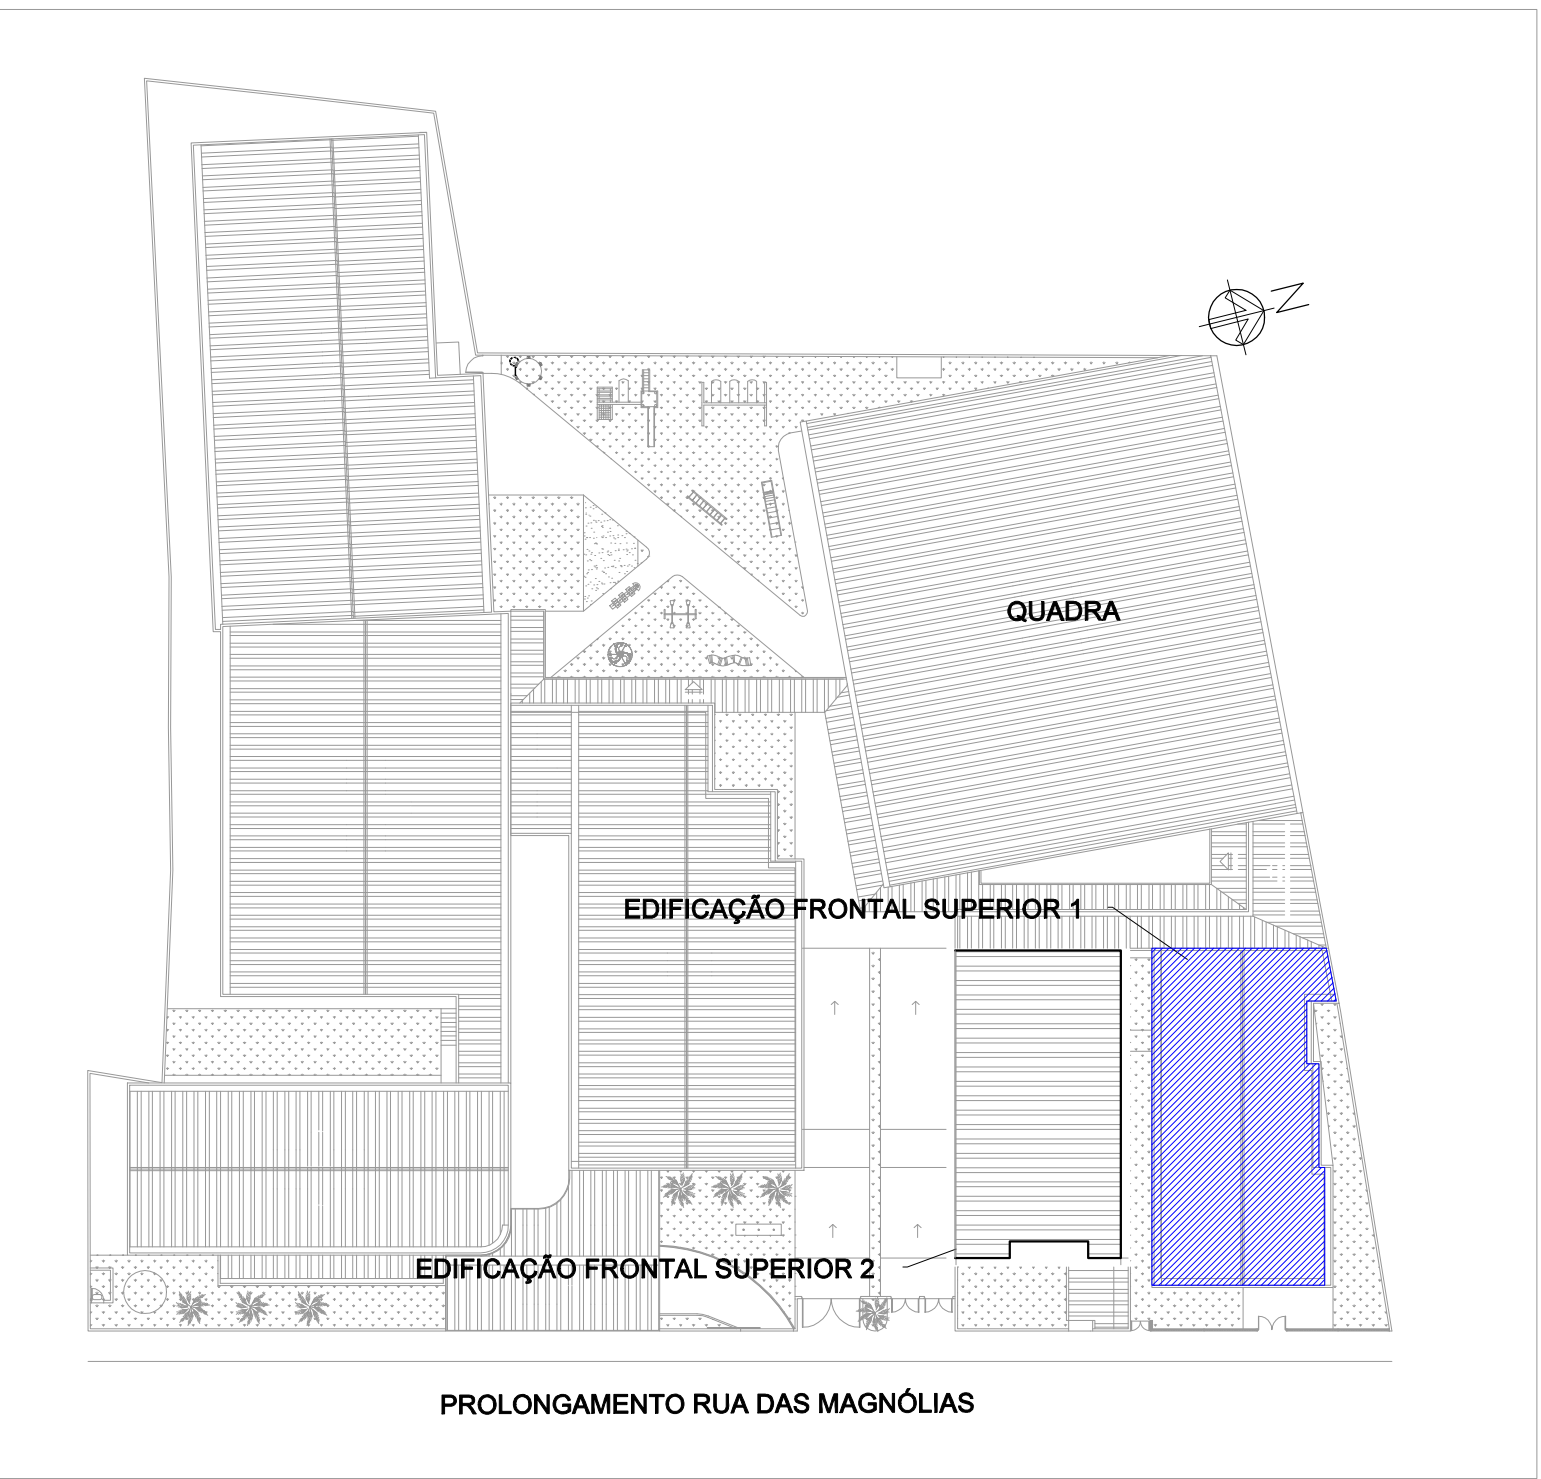 N
QUADRA
EDIFICAÇÃO FRONTAL SUPERIOR 1
EDIFICAÇÃO FRONTAL SUPERIOR 2
PROLONGAMENTO RUA DAS MAGNÓLIAS